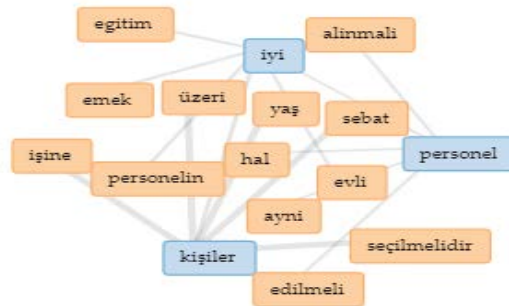 egitim
alinmali
iyi
emek
üzeri
yaş
sebat
işine
personelin
hal
personel
evli
ayni
kişiler
seçilmelidir
edilmeli